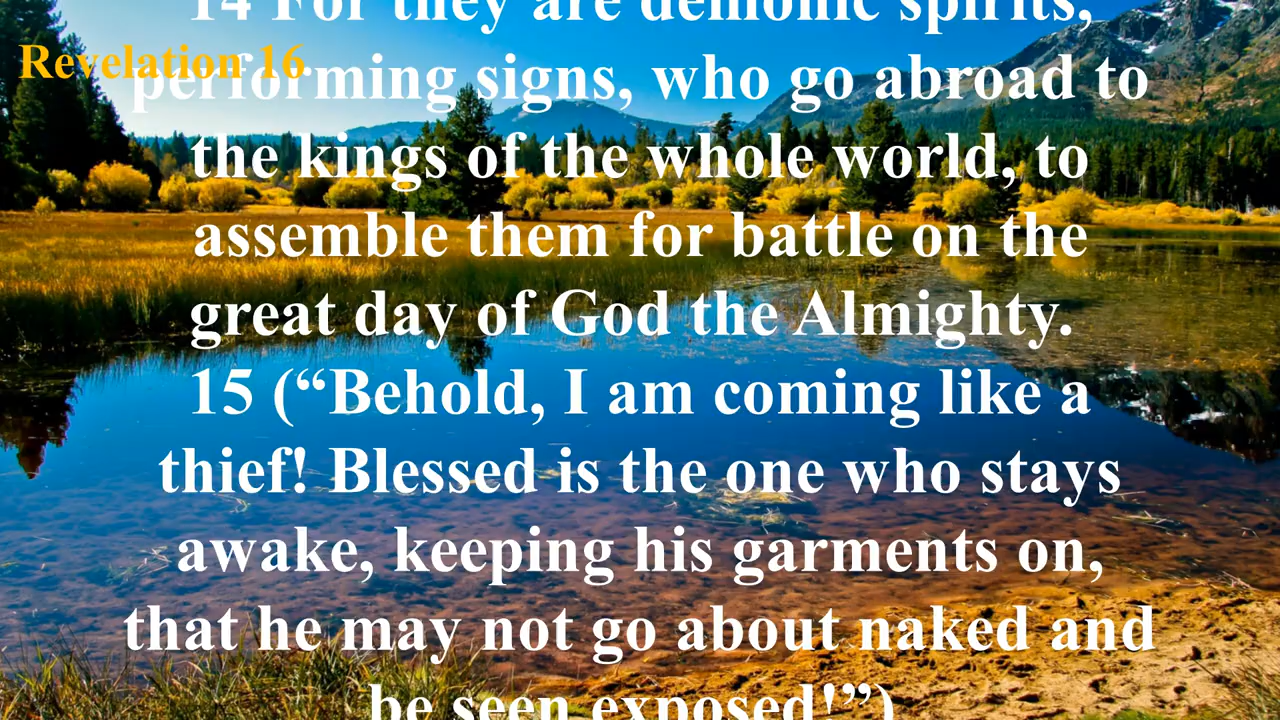 14 For they are demonic spirits,
Revelation 16
performing signs, who go abroad to
the kings of the whole world, to
assemble them for battle on the
great day of God the Almighty.
15 (“Behold, I am coming like a
thief! Blessed is the one who stays
awake, keeping his garments on,
that he may not go about naked and
be seen exposed!”)